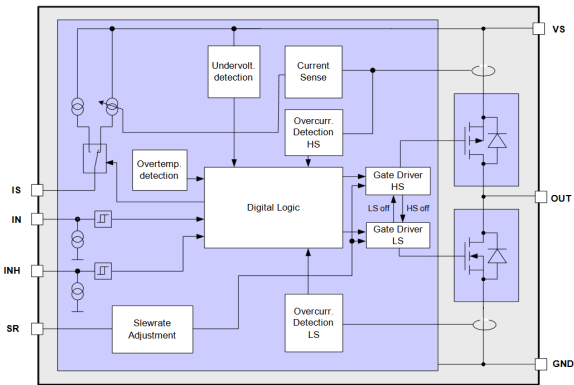 VS
Undervolt.
detection
Current
Sense
Overcurr.
Detection
HS
Overtemp.
detection
Digital Logic
Gate Driver
HS
LS off
HS off
Gate Driver
LS
IS
IN
INH
SR
OUT
Slewrate
Adjustment
Overcurr.
Detection
LS
GND